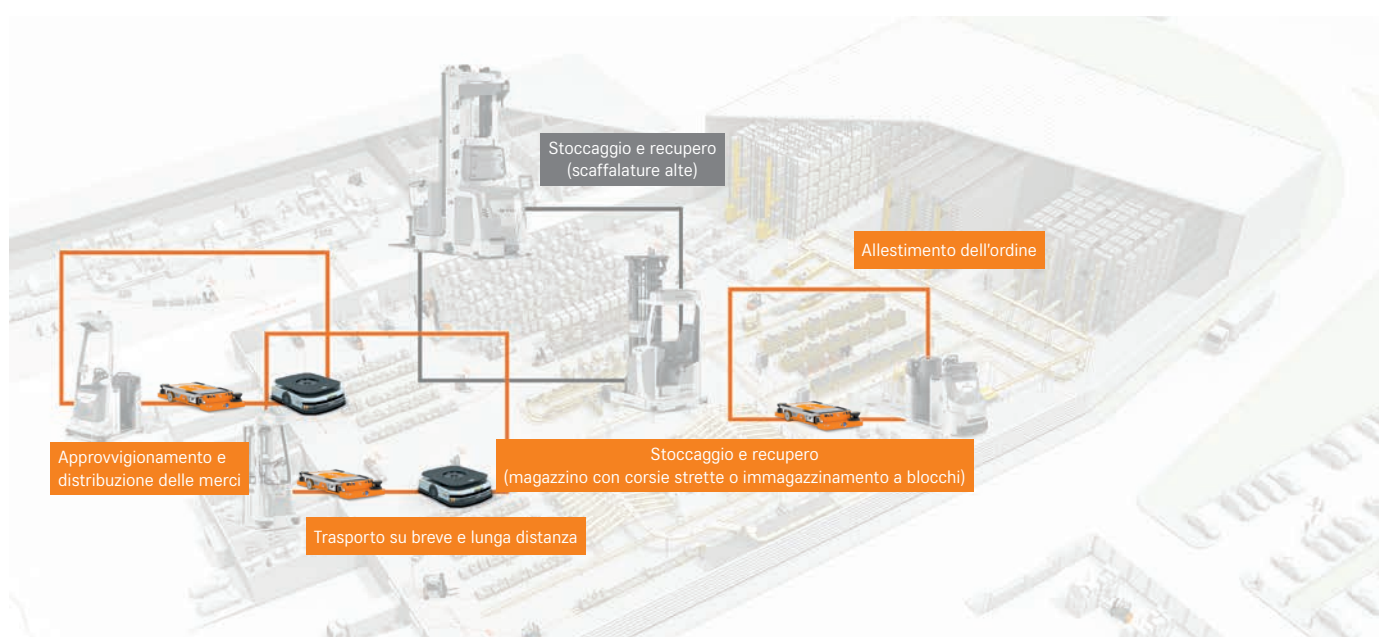 Stoccaggio e recupero
(scaffalature alte)
Allestimento dell'ordine
Approvvigionamento e
distribuzione delle merci
Stoccaggio e recupero
(magazzino con corsie strette o immagazzinamento a blocchi)
Trasporto su breve e lunga distanza